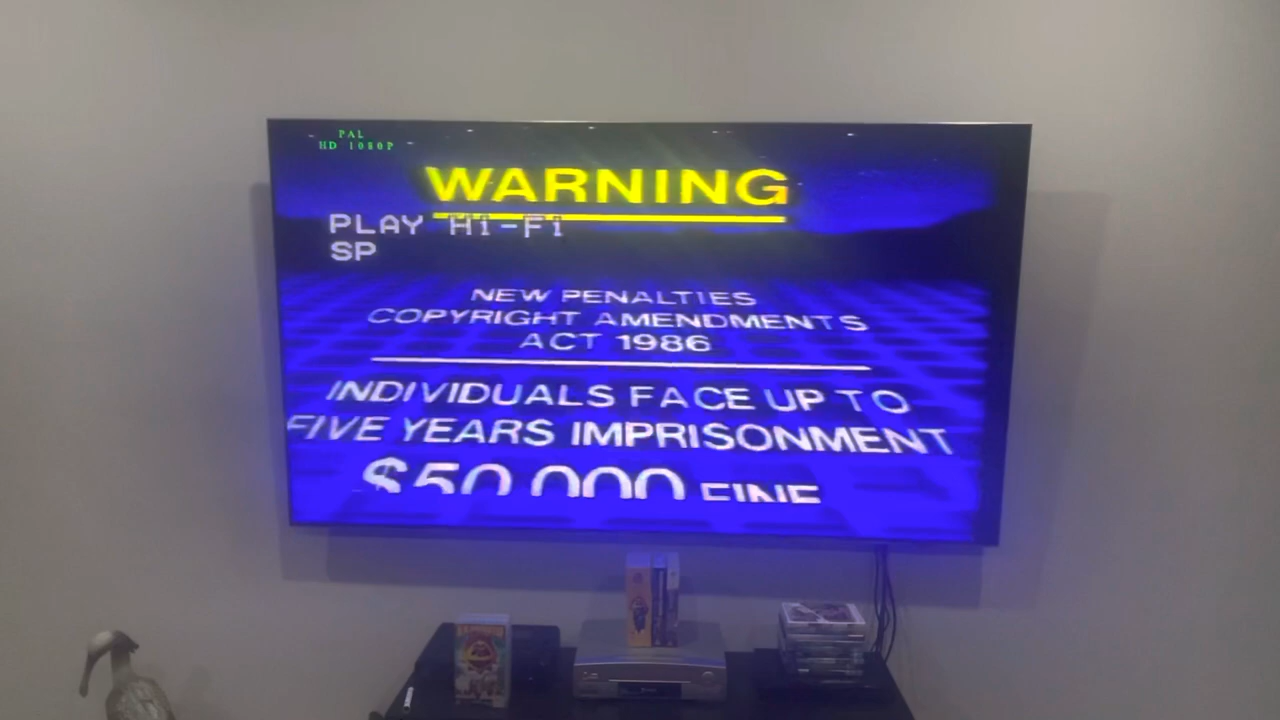 PAL
HD 1080P
WARNING
PLAY Hi-Fi
SP
NEW PENALTIES
COPYRIGHT AMENDMENTS
ACT 1986
INDIVIDUALS FACE UP TO
FIVE YEARS IMPRISONMENT
$50,000 FINE